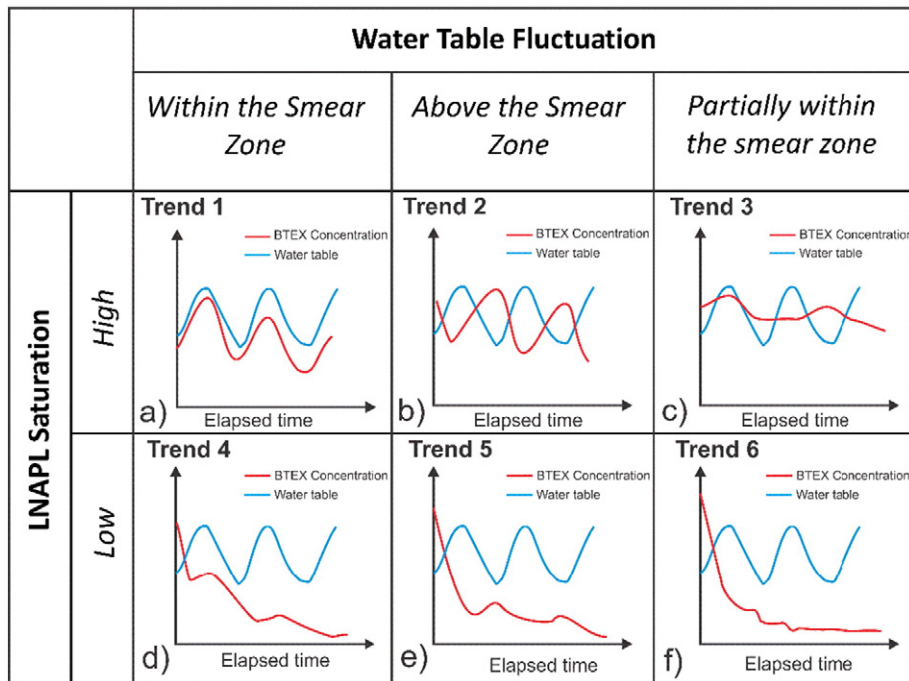 Water Table Fluctuation
Within the Smear
Zone
Above the Smear
Zone
Partially within
the smear zone
LNAPL Saturation
High
Trend 1
BTEX Concentration
Water table
a)
Elapsed time
Trend 2
BTEX Concentration
Water table
b)
Elapsed time
Trend 3
BTEX Concentration
Water table
c)
Elapsed time
Low
Trend 4
BTEX Concentration
Water table
d)
Elapsed time
Trend 5
BTEX Concentration
Water table
e)
Elapsed time
Trend 6
BTEX Concentration
Water table
f)
Elapsed time